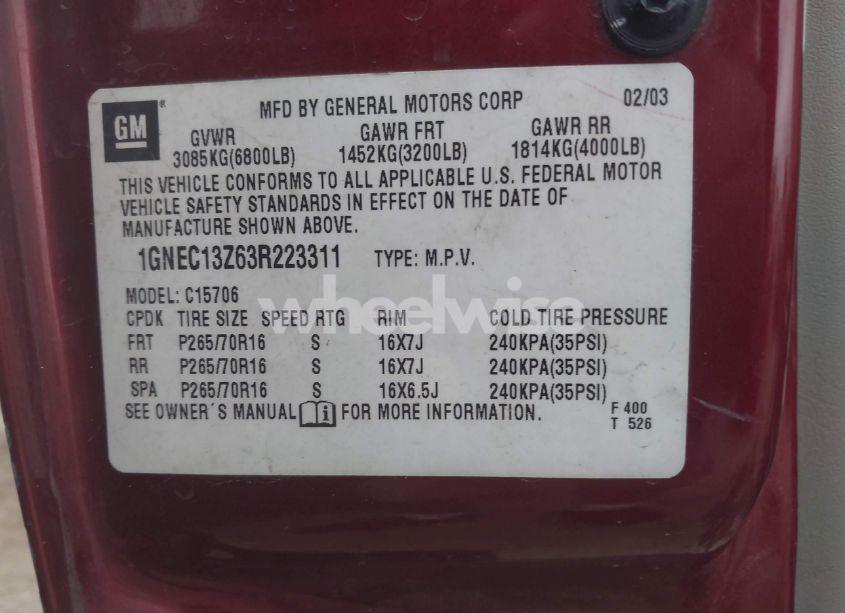 GM ®
MFD BY GENERAL MOTORS CORP 02/03
GVWR GAWR FRT GAWR RR
3085KG(6800LB) 1452KG(3200LB) 1814KG(4000LB)
THIS VEHICLE CONFORMS TO ALL APPLICABLE U.S. FEDERAL MOTOR
VEHICLE SAFETY STANDARDS IN EFFECT ON THE DATE OF
MANUFACTURE SHOWN ABOVE.
1GNEC13Z63R223311 TYPE: M.P.V.
MODEL: C15706
wheelwise
CPDK TIRE SIZE SPEED RTG RIM COLD TIRE PRESSURE
FRT P265/70R16 S 16X7J 240KPA(35PSI)
RR P265/70R16 S 16X7J 240KPA(35PSI)
SPA P265/70R16 S 16X6.5J 240KPA(35PSI)
SEE OWNER´S MANUAL i FOR MORE INFORMATION.
F 400
T 526